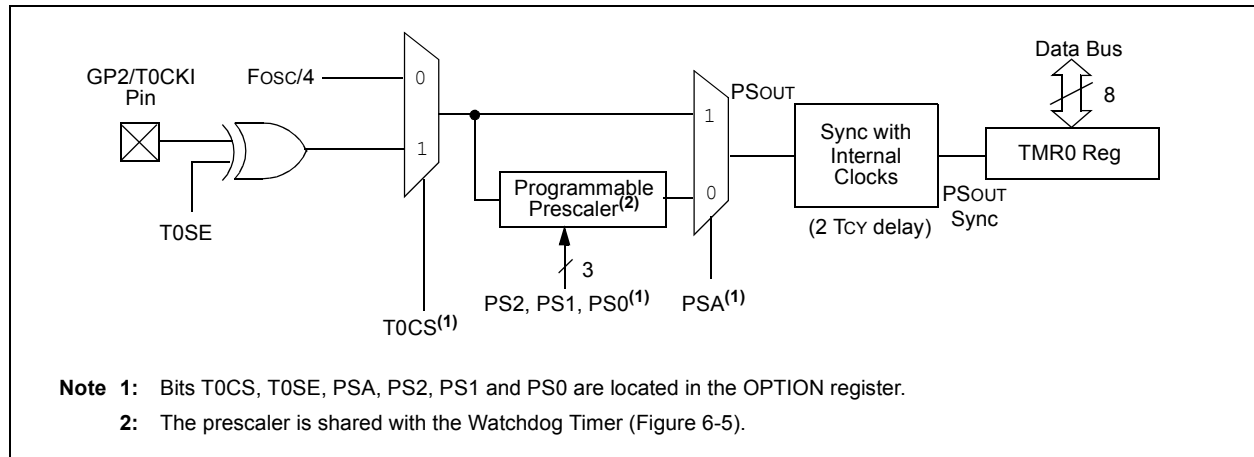 GP2/T0CKI
Pin
T0SE
FOSC/4
0
1
T0CS(1)
Programmable
Prescaler(2)
3
PS2, PS1, PS0(1)
1
0
PSA(1)
PSOUT
Sync with
Internal
Clocks
(2 TCY delay)
PSOUT
Sync
Data Bus
8
TMR0 Reg
Note 1: Bits T0CS, T0SE, PSA, PS2, PS1 and PS0 are located in the OPTION register.
2: The prescaler is shared with the Watchdog Timer (Figure 6-5).